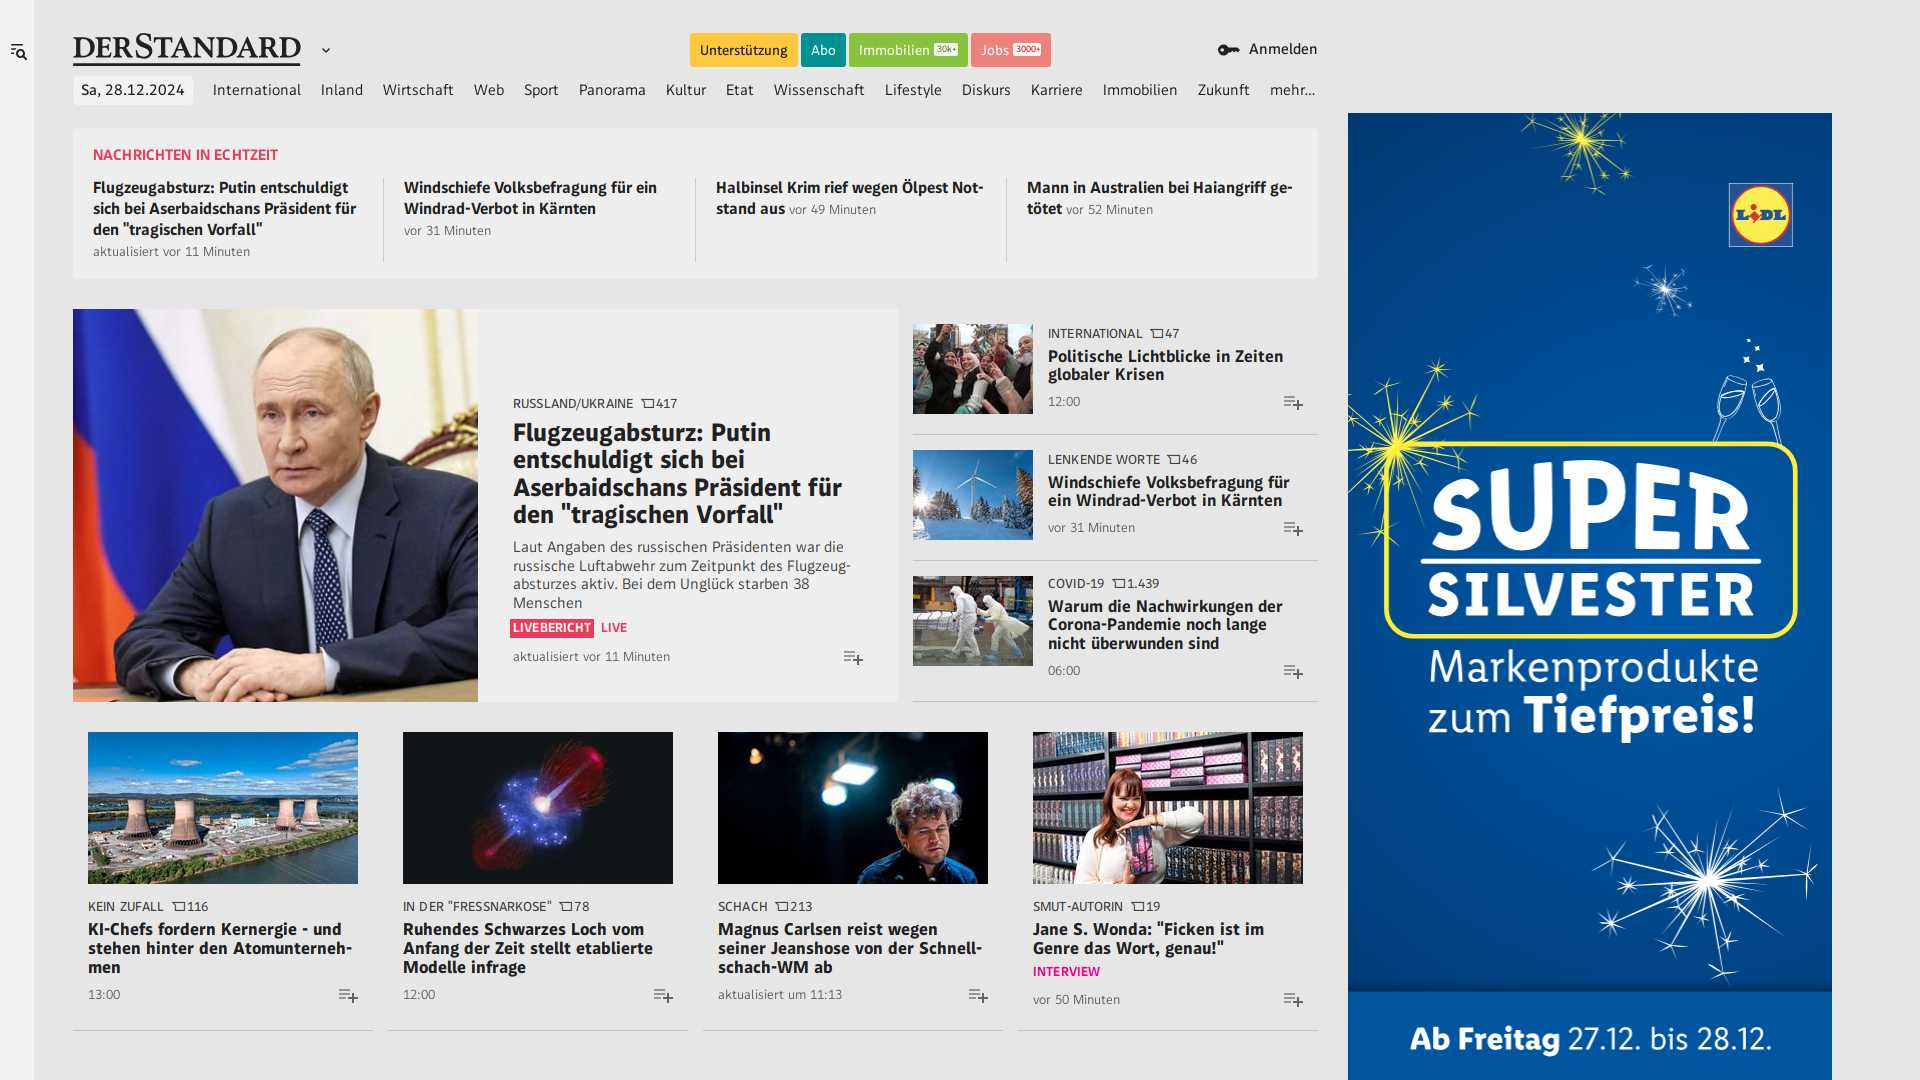 DERSTANDARD
Unterstützung
Abo
Immobilien 30k+
Jobs 3000+
Anmelden
Sa, 28.12.2024
International
Inland
Wirtschaft
Web
Sport
Panorama
Kultur
Etat
Wissenschaft
Lifestyle
Diskurs
Karriere
Immobilien
Zukunft
mehr...
NACHRICHTEN IN ECHTZEIT
Flugzeugabsturz: Putin entschuldigt
sich bei Aserbaidschans Präsident für
den "tragischen Vorfall"
aktualisiert vor 11 Minuten
Windschiefe Volksbefragung für ein
Windrad-Verbot in Kärnten
vor 31 Minuten
Halbinsel Krim rief wegen Ölpest Not-
stand aus vor 49 Minuten
Mann in Australien bei Haiangriff ge-
tötet vor 52 Minuten
RUSSLAND/UKRAINE 417
Flugzeugabsturz: Putin
entschuldigt sich bei
Aserbaidschans Präsident für
den "tragischen Vorfall"
Laut Angaben des russischen Präsidenten war die
russische Luftabwehr zum Zeitpunkt des Flugzeug-
absturzes aktiv. Bei dem Unglück starben 38
Menschen
LIVEBERICHT LIVE
aktualisiert vor 11 Minuten
INTERNATIONAL 47
Politische Lichtblicke in Zeiten
globaler Krisen
12:00
LENKENDE WORTE 46
Windschiefe Volksbefragung für
ein Windrad-Verbot in Kärnten
vor 31 Minuten
COVID-19 1.439
Warum die Nachwirkungen der
Corona-Pandemie noch lange
nicht überwunden sind
06:00
KEIN ZUFALL 116
KI-Chefs fordern Kernergie - und
stehen hinter den Atomunterneh-
men
13:00
IN DER "FRESSNARKOSE" 78
Ruhendes Schwarzes Loch vom
Anfang der Zeit stellt etablierte
Modelle infrage
12:00
SCHACH 213
Magnus Carlsen reist wegen
seiner Jeanshose von der Schnell-
schach-WM ab
aktualisiert um 11:13
SMUT-AUTORIN 19
Jane S. Wonda: "Ficken ist im
Genre das Wort, genau!"
INTERVIEW
vor 50 Minuten
LIDL
SUPER
SILVESTER
Markenprodukte
zum Tiefpreis!
Ab Freitag 27.12. bis 28.12.